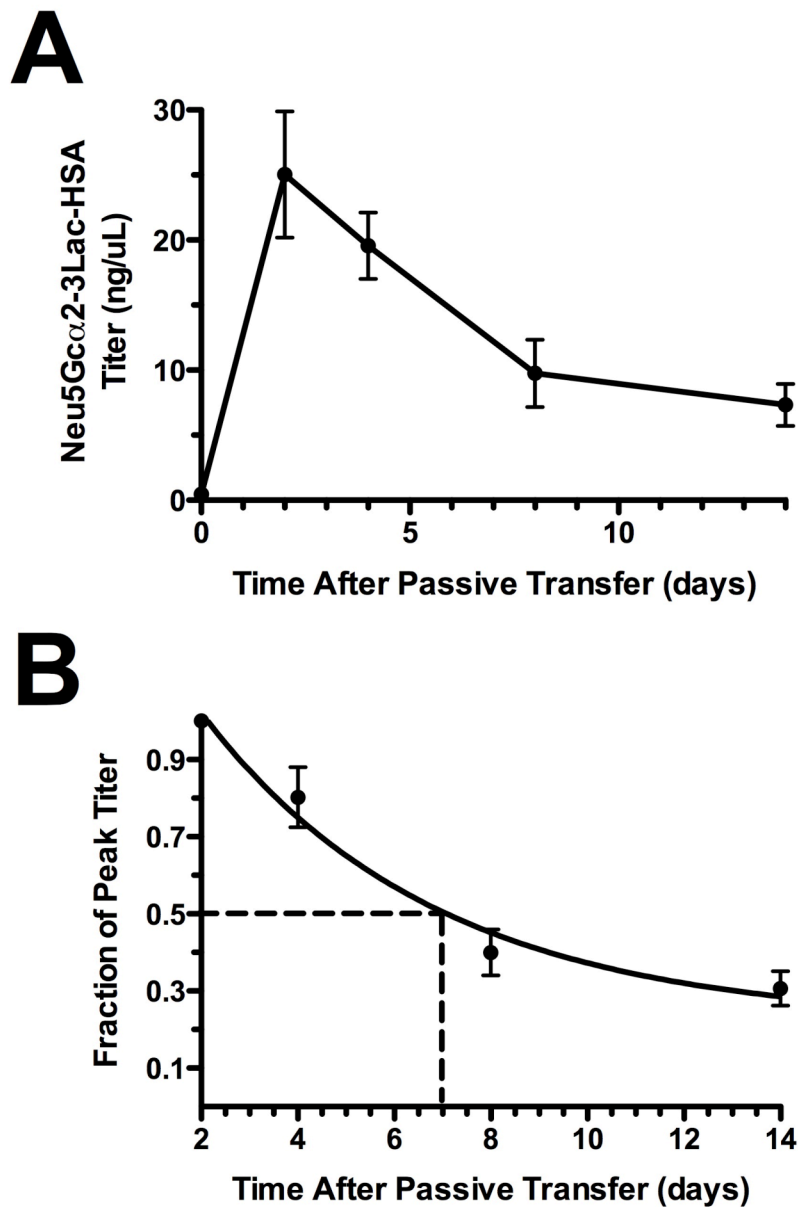 A
Neu5Gcα2-3Lac-HSA
Titer (ng/uL)
30
20
10
0
0 5 10
Time After Passive Transfer (days)
B
Fraction of Peak Titer
0.9
0.7
0.5
0.3
0.1
2 4 6 8 10 12 14
Time After Passive Transfer (days)